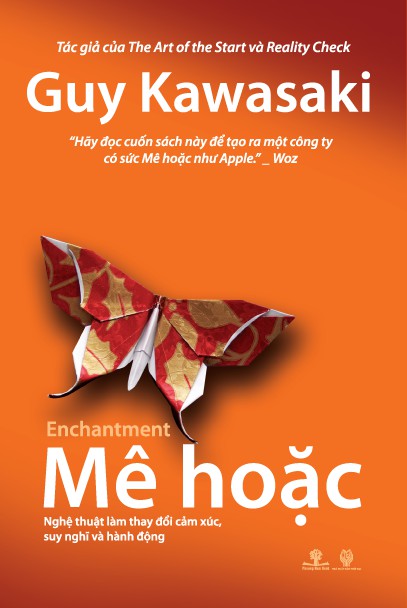 Tác giả của The Art of the Start và Reality Check
Guy Kawasaki
“Hãy đọc cuốn sách này để tạo ra một công ty
có sức Mê hoặc như Apple.” _ Woz
Enchantment
Mê hoặc
Nghệ thuật làm thay đổi cảm xúc,
suy nghĩ và hành động